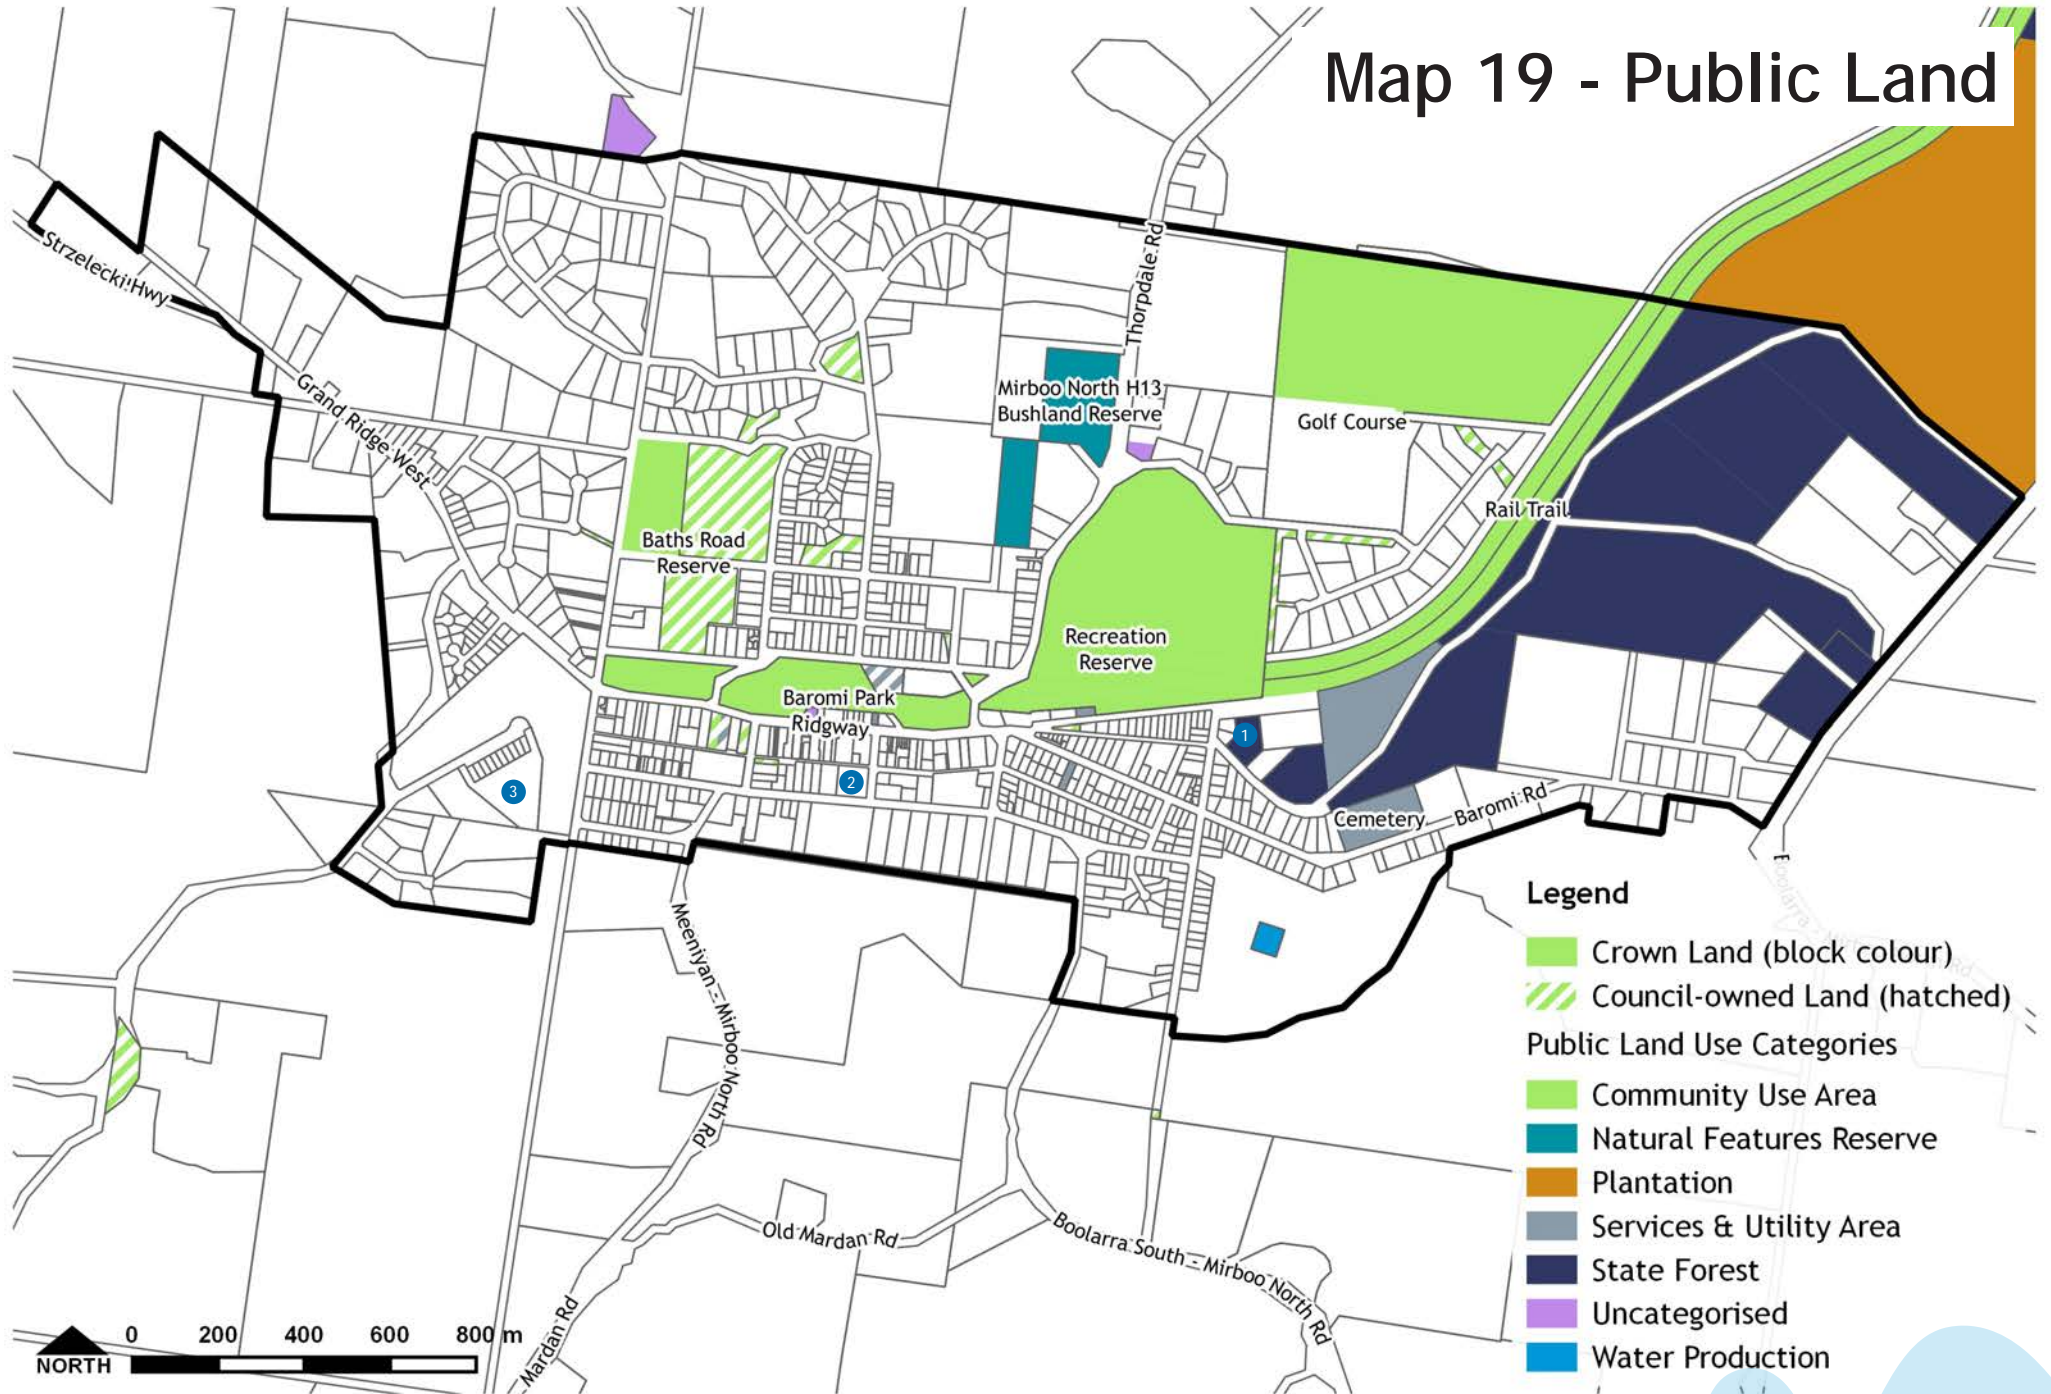 Map 19 - Public Land
Strzelecki Hwy
Thorpdale Rd
Grand Ridge West
Mirboo North H13
Bushland Reserve
Golf Course
Rail Trail
Baths Road
Reserve
Recreation
Reserve
Baromi Park
Ridgway
1
2
3
Cemetery
Baromi Rd
Meeniyan - Mirboo North Rd
Old Mardan Rd
Boolarra South - Mirboo North Rd
Mardan Rd
Legend
Crown Land (block colour)
Council-owned Land (hatched)
Public Land Use Categories
Community Use Area
Natural Features Reserve
Plantation
Services & Utility Area
State Forest
Uncategorised
Water Production
0 200 400 600 800 m
NORTH